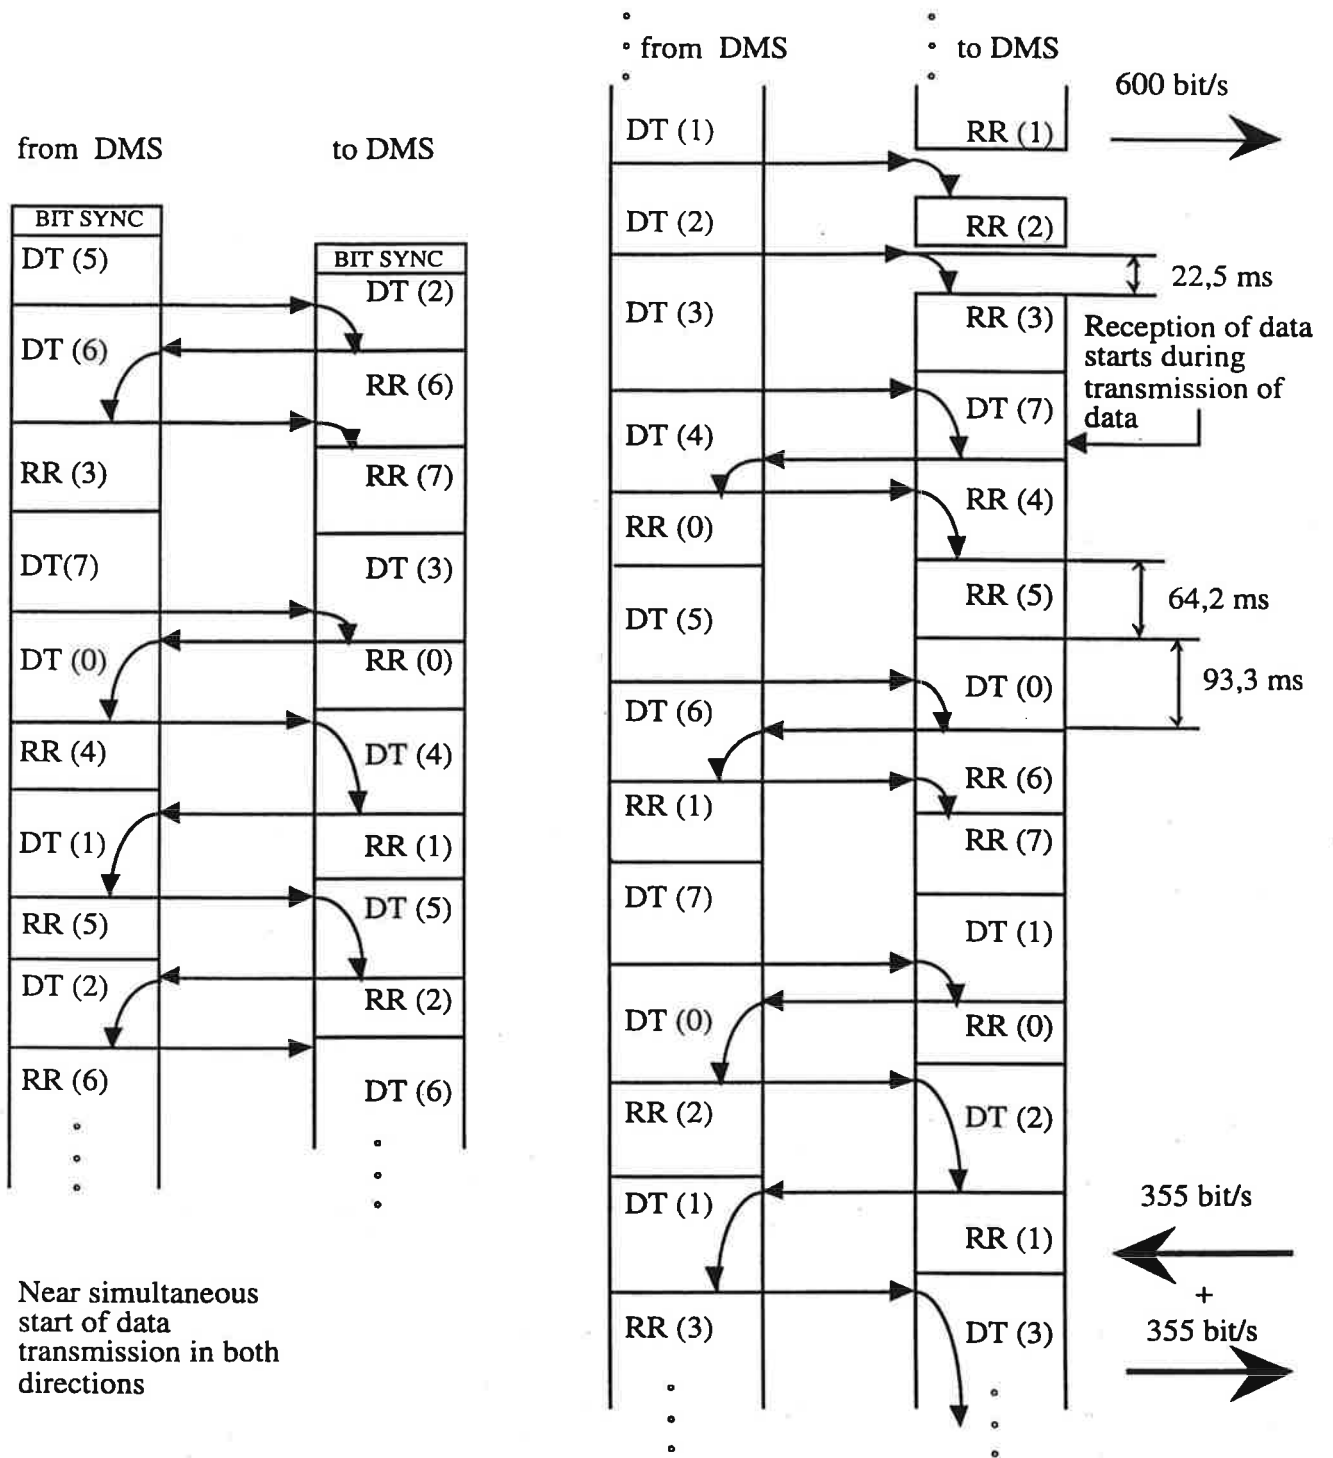 from DMS
to DMS
BIT SYNC
DT (5)
DT (6)
RR (3)
DT(7)
DT (0)
RR (4)
DT (1)
RR (5)
DT (2)
RR (6)
BIT SYNC
DT (2)
RR (6)
RR (7)
DT (3)
RR (0)
DT (4)
RR (1)
DT (5)
RR (2)
DT (6)
Near simultaneous
start of data
transmission in both
directions
from DMS
to DMS
DT (1)
DT (2)
DT (3)
DT (4)
RR (0)
DT (5)
DT (6)
RR (1)
DT (7)
DT (0)
RR (2)
DT (1)
RR (3)
RR (1)
RR (2)
RR (3)
DT (7)
RR (4)
RR (5)
DT (0)
RR (6)
RR (7)
DT (1)
RR (0)
DT (2)
RR (1)
DT (3)
600 bit/s
22,5 ms
Reception of data
starts during
transmission of
data
64,2 ms
93,3 ms
355 bit/s
+
355 bit/s